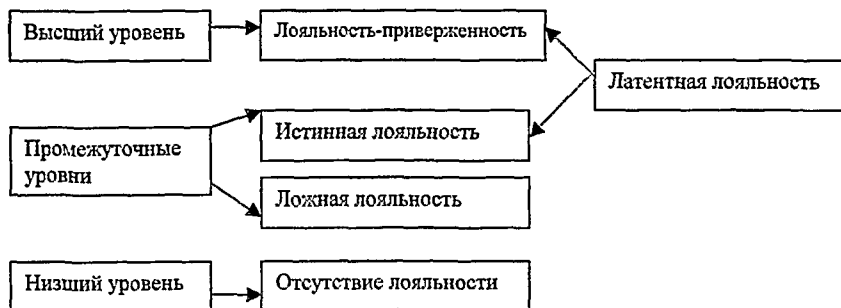 Высший уровень
Лояльность-приверженность
Латентная лояльность
Истинная лояльность
Промежуточные
уровни
Ложная лояльность
Низший уровень
Отсутствие лояльности